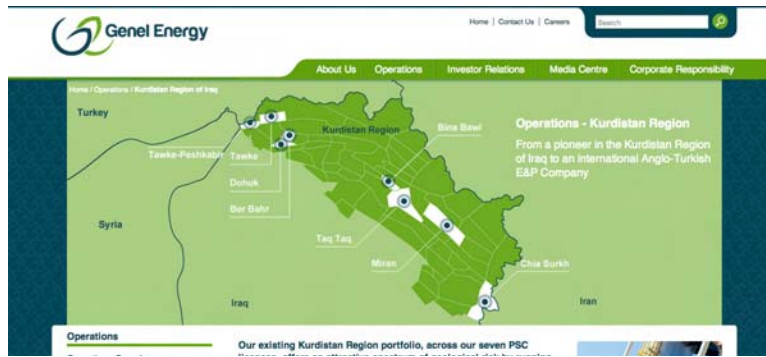 Genel Energy
Home | Contact Us | Careers
Search
About Us
Operations
Investor Relations
Media Centre
Corporate Responsibility
Home / Operations / Kurdistan Region of Iraq
Turkey
Kurdistan Region
Bina Bawi
Operations - Kurdistan Region
From a pioneer in the Kurdistan Region
of Iraq to an international Anglo-Turkish
E&P Company
Tawke-Peshkabir
Tawke
Dohuk
Ber Bahr
Syria
Taq Taq
Miran
Chia Surkh
Iraq
Iran
Operations
Our existing Kurdistan Region portfolio, across our seven PSC